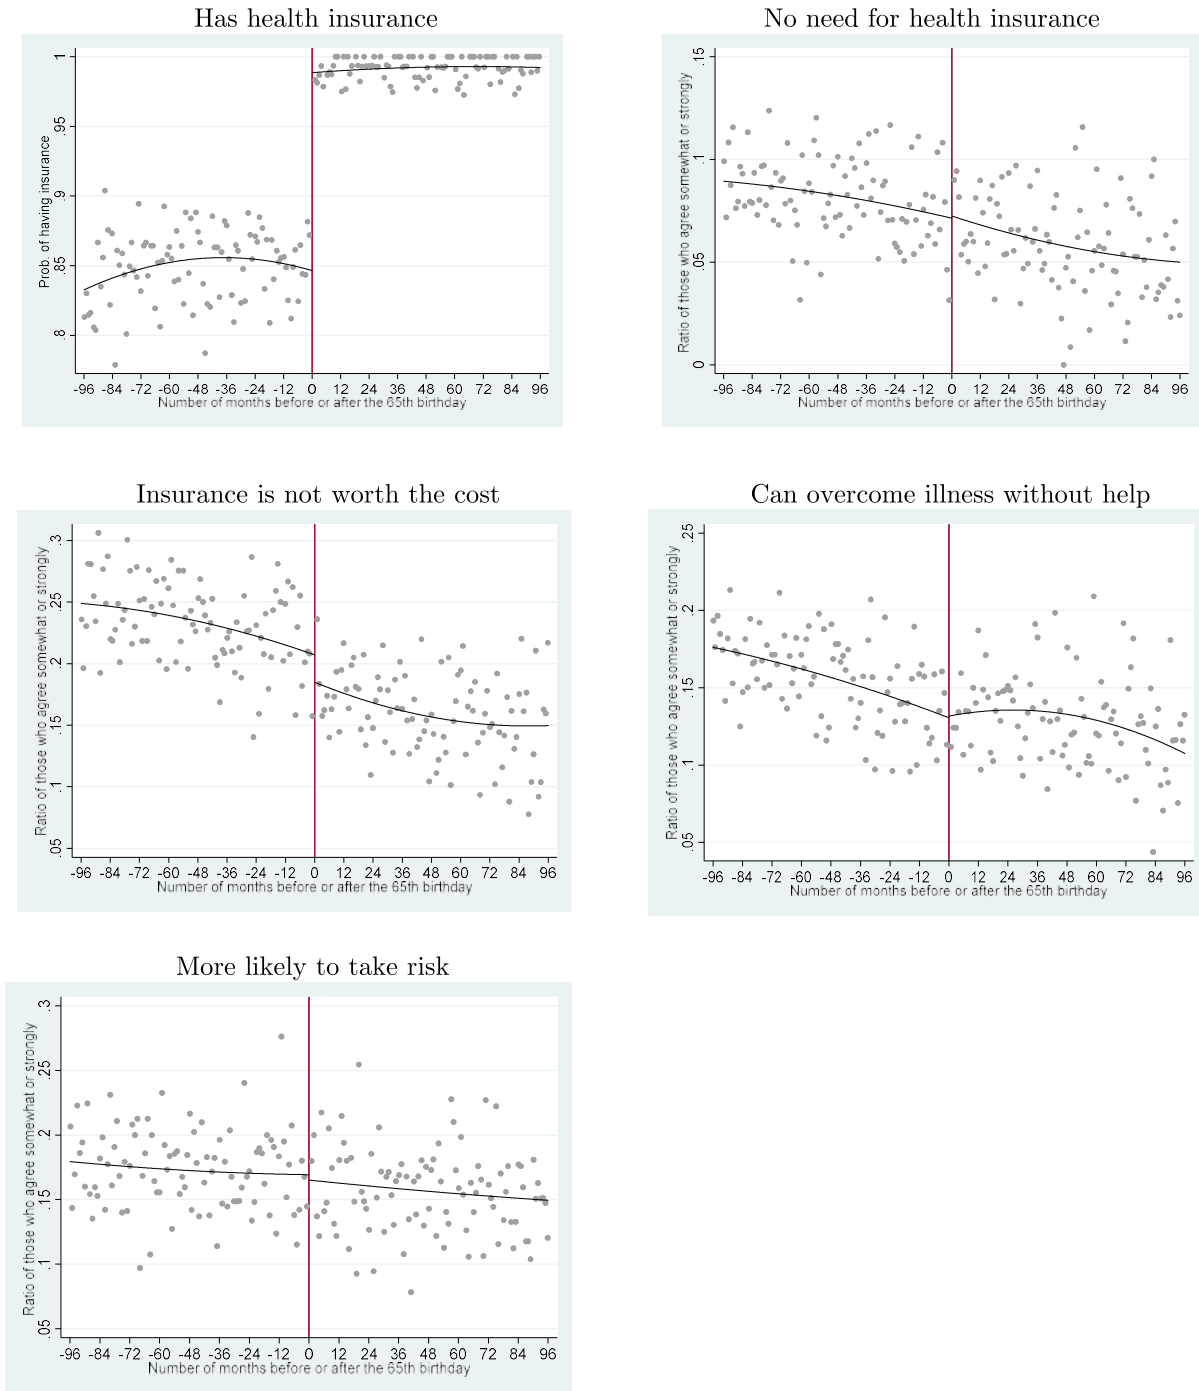 Has health insurance
No need for health insurance
Prob. of having insurance
.8 .85 .9 .95 1
-96 -84 -72 -60 -48 -36 -24 -12 0 12 24 36 48 60 72 84 96
Number of months before or after the 65th birthday
Ratio of those who agree somewhat or strongly
0 .05 .1 .15
-96 -84 -72 -60 -48 -36 -24 -12 0 12 24 36 48 60 72 84 96
Number of months before or after the 65th birthday
Insurance is not worth the cost
Can overcome illness without help
Ratio of those who agree somewhat or strongly
.05 .1 .15 .2 .25 .3
-96 -84 -72 -60 -48 -36 -24 -12 0 12 24 36 48 60 72 84 96
Number of months before or after the 65th birthday
Ratio of those who agree somewhat or strongly
.05 .1 .15 .2 .25
-96 -84 -72 -60 -48 -36 -24 -12 0 12 24 36 48 60 72 84 96
Number of months before or after the 65th birthday
More likely to take risk
Ratio of those who agree somewhat or strongly
.05 .1 .15 .2 .25 .3
-96 -84 -72 -60 -48 -36 -24 -12 0 12 24 36 48 60 72 84 96
Number of months before or after the 65th birthday